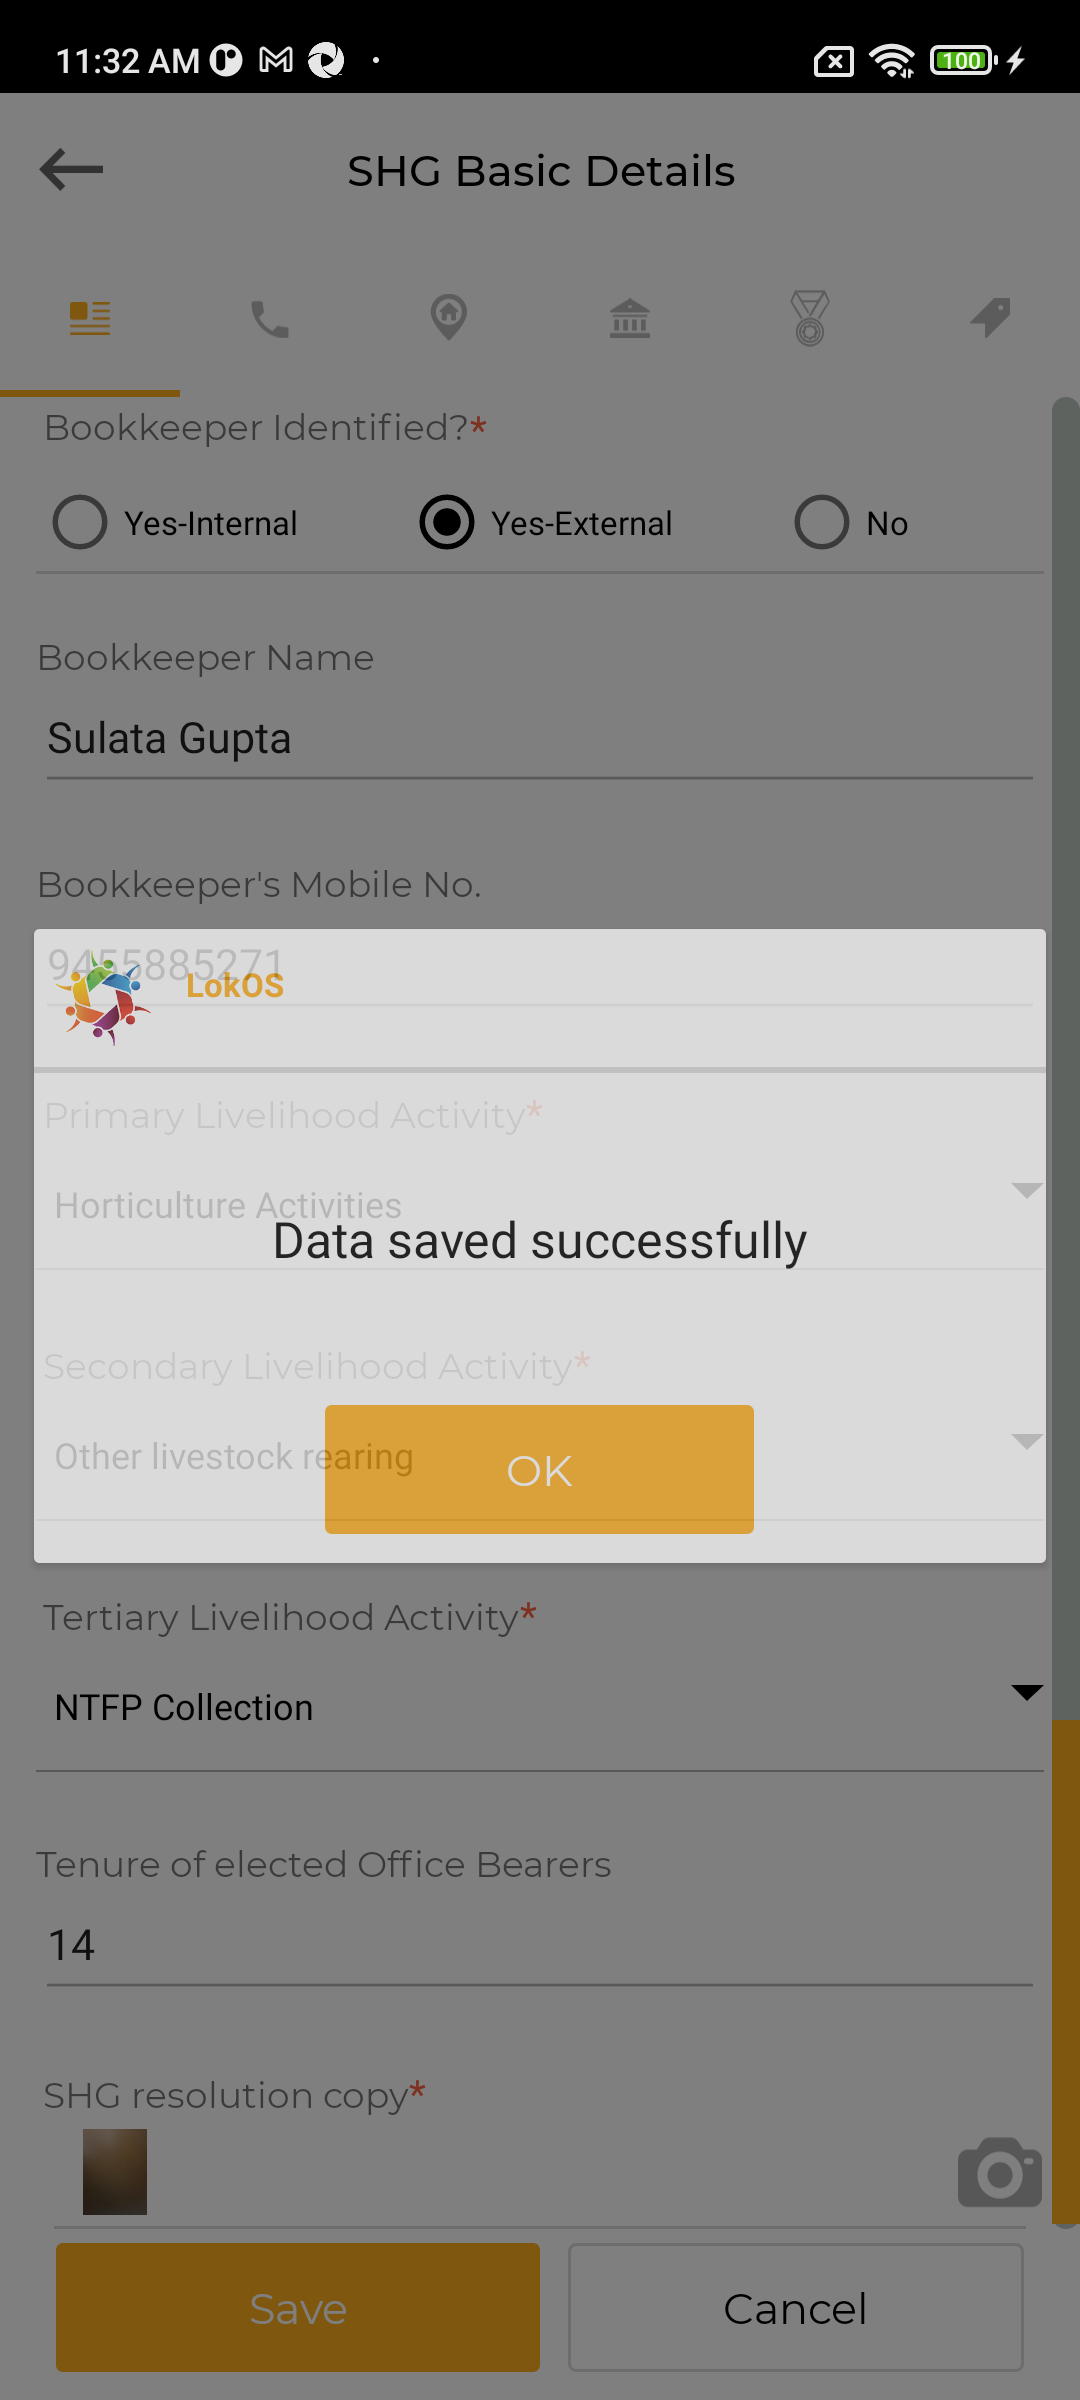 11:32 AM
100
SHG Basic Details
Bookkeeper Identified?*
Yes-Internal Yes-External No
Bookkeeper Name
Sulata Gupta
Bookkeeper's Mobile No.
9455885271
LokOS
Primary Livelihood Activity*
Horticulture Activities
Data saved successfully
Secondary Livelihood Activity*
Other livestock rearing
OK
Tertiary Livelihood Activity*
NTFP Collection
Tenure of elected Office Bearers
14
SHG resolution copy*
Save Cancel